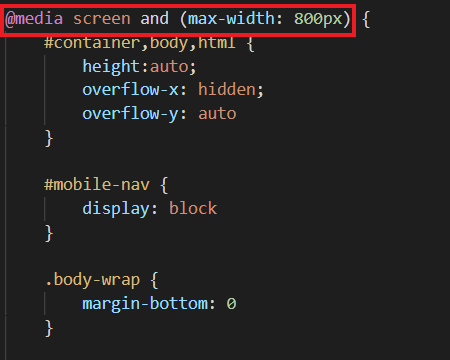 @media screen and (max-width: 800px) {
#container,body,html {
height:auto;
overflow-x: hidden;
overflow-y: auto
}
#mobile-nav {
display: block
}
.body-wrap {
margin-bottom: 0
}